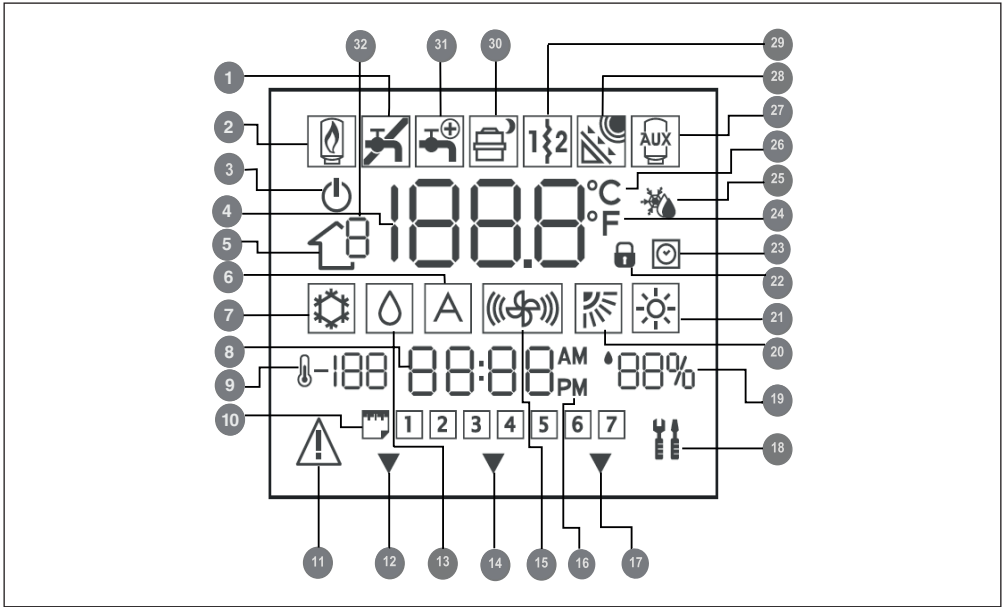 32 31 30 29
1 28
2 1 2 AUX 27
3 188.8 °C 26
25
4 °F 24
5 8 23
6 22
7 A 21
8 88:88 AM 20
9 -188 PM 88% 19
10 1 2 3 4 5 6 7
18
11 12 13 14 15 16 17